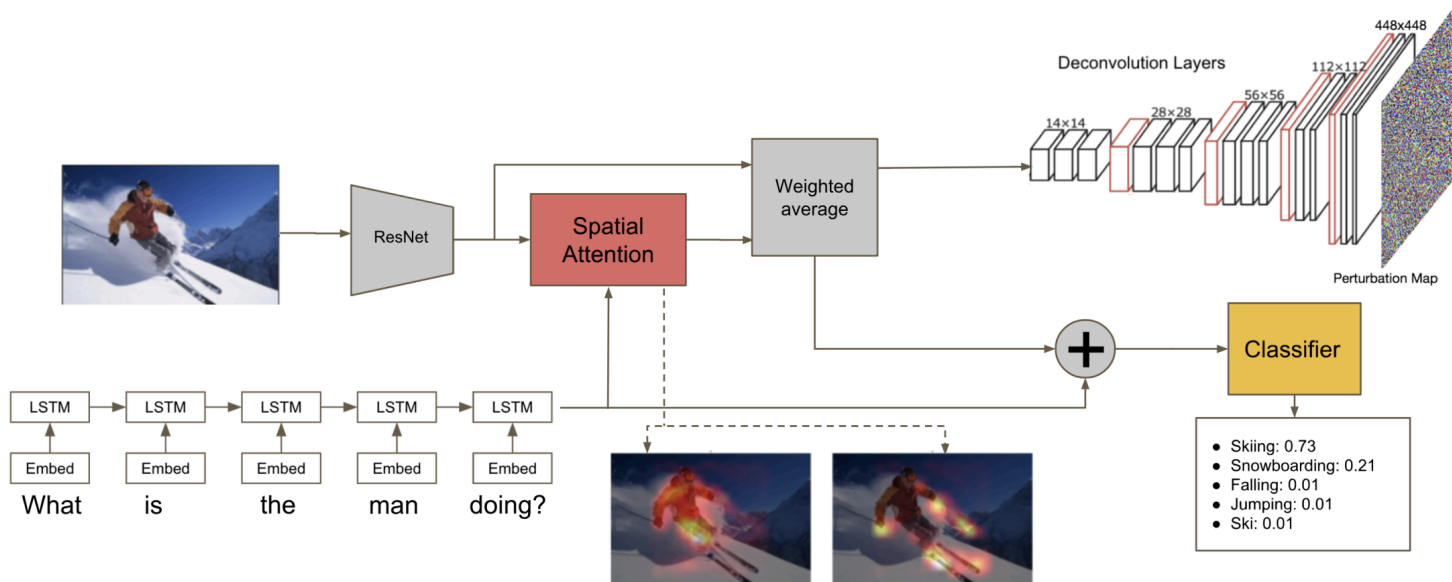 448x448
Deconvolution Layers
112×112
56×56
14×14
28×28
Perturbation Map
ResNet
Spatial
Attention
Weighted
average
+
Classifier
LSTM LSTM LSTM LSTM LSTM
Embed Embed Embed Embed Embed
What is the man doing?
● Skiing: 0.73
● Snowboarding: 0.21
● Falling: 0.01
● Jumping: 0.01
● Ski: 0.01